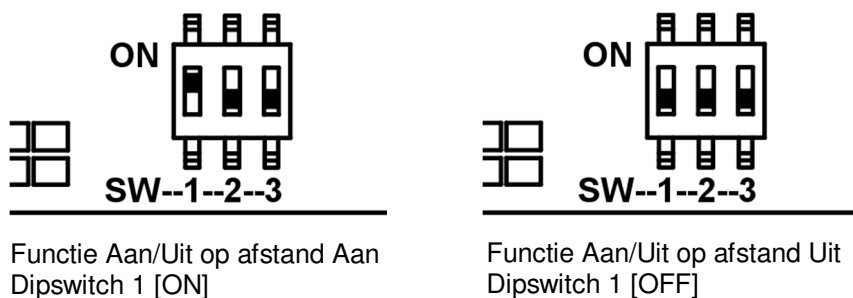 ON
SW--1--2--3
Functie Aan/Uit op afstand Aan
Dipswitch 1 [ON]
ON
SW--1--2--3
Functie Aan/Uit op afstand Uit
Dipswitch 1 [OFF]